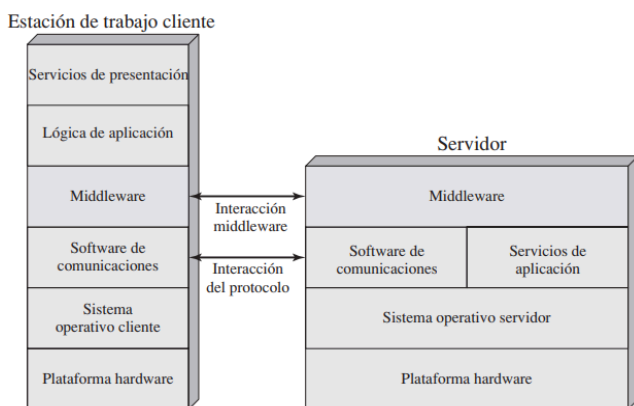 Estación de trabajo cliente
Servicios de presentación
Lógica de aplicación
Middleware
Software de
comunicaciones
Sistema
operativo cliente
Plataforma hardware
Interacción
middleware
Interacción
del protocolo
Servidor
Middleware
Software de
comunicaciones
Servicios de
aplicación
Sistema operativo servidor
Plataforma hardware